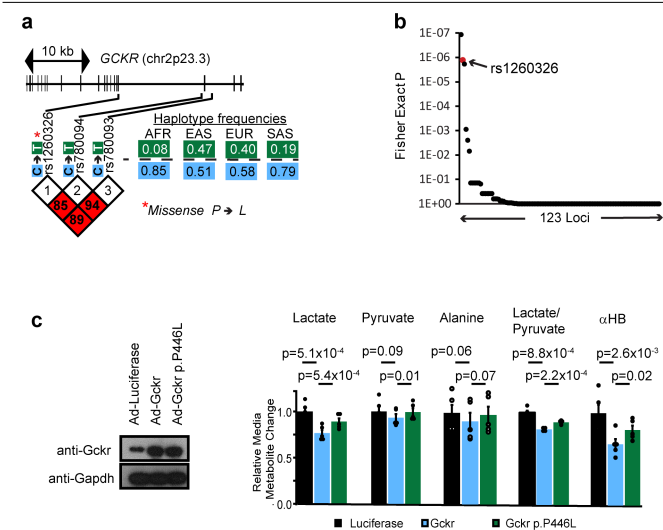 a
10 kb
GCKR (chr2p23.3)
*
C → T rs1260326
C → T rs780094
C → T rs780093
Haplotype frequencies
AFR EAS EUR SAS
0.08 0.47 0.40 0.19
0.85 0.51 0.58 0.79
1 2 3
85 94
89
*Missense P → L
b
Fisher Exact P
1E-07
1E-06
1E-05
1E-04
1E-03
1E-02
1E-01
1E+00
rs1260326
123 Loci
c
Ad-Luciferase
Ad-Gckr
Ad-Gckr p.P446L
anti-Gckr
anti-Gapdh
Lactate Pyruvate Alanine Lactate/
Pyruvate αHB
p=5.1x10-4 p=0.09 p=0.06 p=8.8x10-4 p=2.6x10-3
p=5.4x10-4 p=0.01 p=0.07 p=2.2x10-4 p=0.02
Relative Media
Metabolite Change
1.0
0.5
0.0
Luciferase Gckr Gckr p.P446L